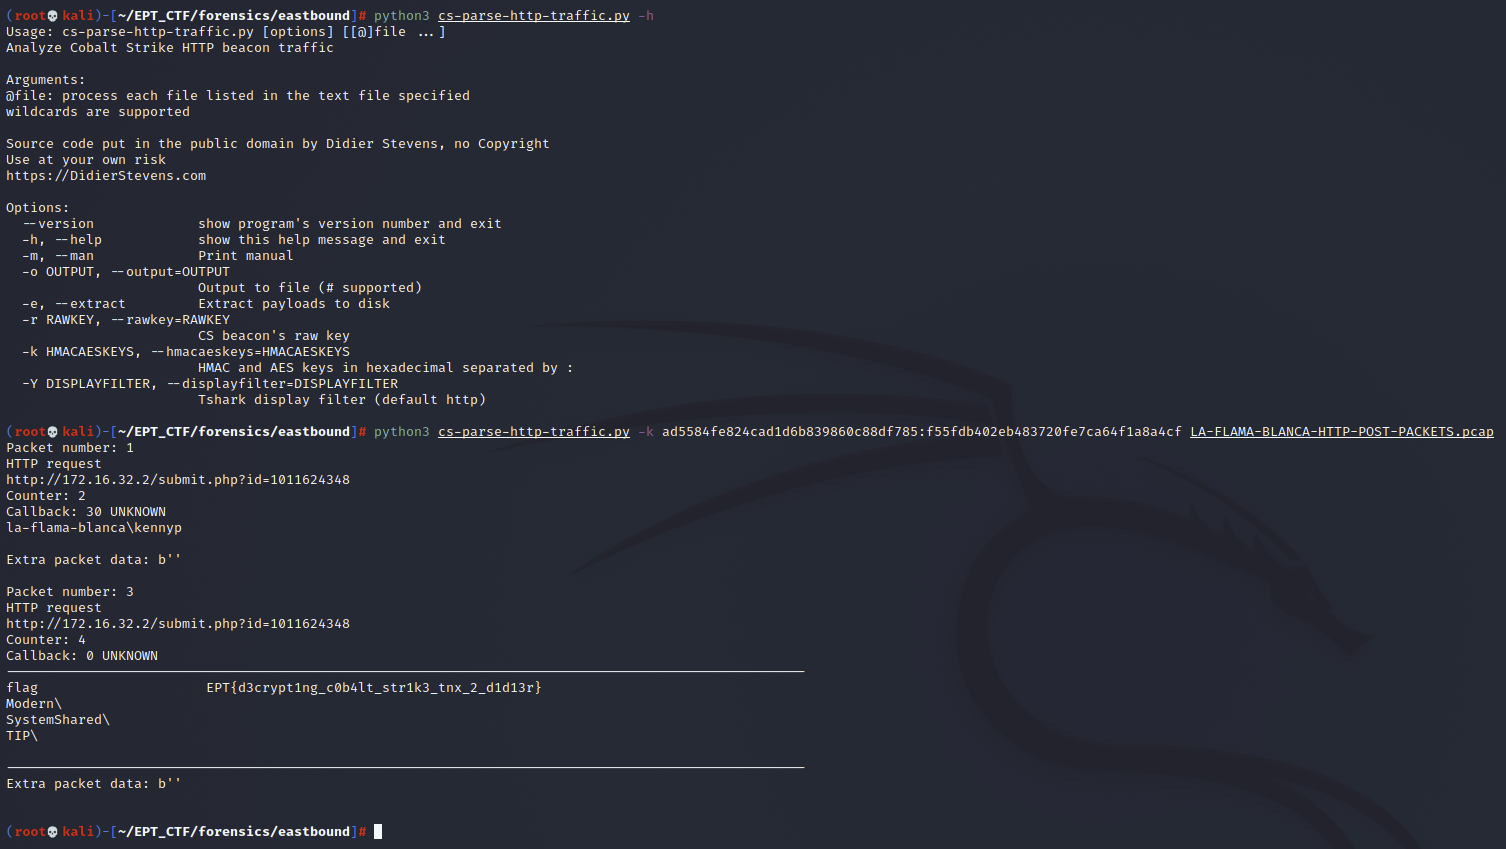 (root💀kali)-[~/EPT_CTF/forensics/eastbound]# python3 cs-parse-http-traffic.py -h
Usage: cs-parse-http-traffic.py [options] [[@]file ...]
Analyze Cobalt Strike HTTP beacon traffic
Arguments:
@file: process each file listed in the text file specified
wildcards are supported
Source code put in the public domain by Didier Stevens, no Copyright
Use at your own risk
https://DidierStevens.com
Options:
--version show program's version number and exit
-h, --help show this help message and exit
-m, --man Print manual
-o OUTPUT, --output=OUTPUT
Output to file (# supported)
-e, --extract Extract payloads to disk
-r RAWKEY, --rawkey=RAWKEY
CS beacon's raw key
-k HMACAESKEYS, --hmacaeskeys=HMACAESKEYS
HMAC and AES keys in hexadecimal separated by :
-Y DISPLAYFILTER, --displayfilter=DISPLAYFILTER
Tshark display filter (default http)
(root💀kali)-[~/EPT_CTF/forensics/eastbound]# python3 cs-parse-http-traffic.py -k ad5584fe824cad1d6b839860c88df785:f55fdb402eb483720fe7ca64f1a8a4cf LA-FLAMA-BLANCA-HTTP-POST-PACKETS.pcap
Packet number: 1
HTTP request
http://172.16.32.2/submit.php?id=1011624348
Counter: 2
Callback: 30 UNKNOWN
la-flama-blanca\kennyp
Extra packet data: b''
Packet number: 3
HTTP request
http://172.16.32.2/submit.php?id=1011624348
Counter: 4
Callback: 0 UNKNOWN
flag EPT{d3crypt1ng_c0b4lt_str1k3_tnx_2_d1d13r}
Modern\
SystemShared\
TIP\
Extra packet data: b''
(root💀kali)-[~/EPT_CTF/forensics/eastbound]#